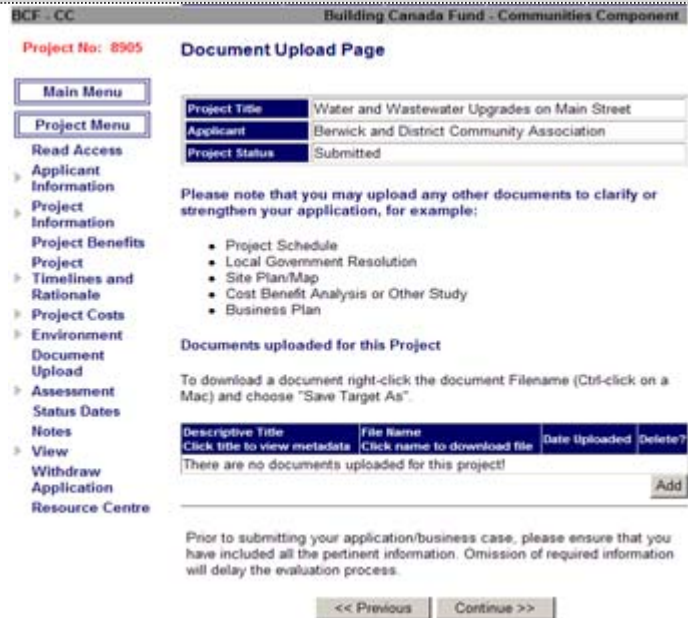 BCF - CC Building Canada Fund - Communities Component
Project No: 8905
Main Menu
Project Menu
Read Access
Applicant
Information
Project
Information
Project Benefits
Project
Timelines and
Rationale
Project Costs
Environment
Document
Upload
Assessment
Status Dates
Notes
View
Withdraw
Application
Resource Centre
Document Upload Page
Project Title Water and Wastewater Upgrades on Main Street
Applicant Berwick and District Community Association
Project Status Submitted
Please note that you may upload any other documents to clarify or
strengthen your application, for example:
• Project Schedule
• Local Government Resolution
• Site Plan/Map
• Cost Benefit Analysis or Other Study
• Business Plan
Documents uploaded for this Project
To download a document right-click the document Filename (Ctrl-click on a
Mac) and choose "Save Target As".
Descriptive Title File Name Date Uploaded Delete?
Click title to view metadata Click name to download file
There are no documents uploaded for this project!
Add
Prior to submitting your application/business case, please ensure that you
have included all the pertinent information. Omission of required information
will delay the evaluation process.
<< Previous Continue >>